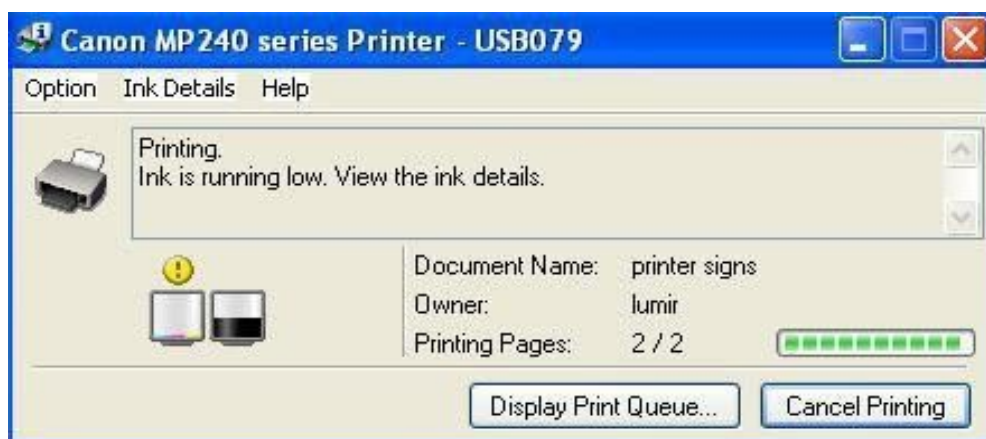 Canon MP240 series Printer - USB079
Option Ink Details Help
Printing.
Ink is running low. View the ink details.
Document Name: printer signs
Owner: lumir
Printing Pages: 2 / 2
Display Print Queue... Cancel Printing